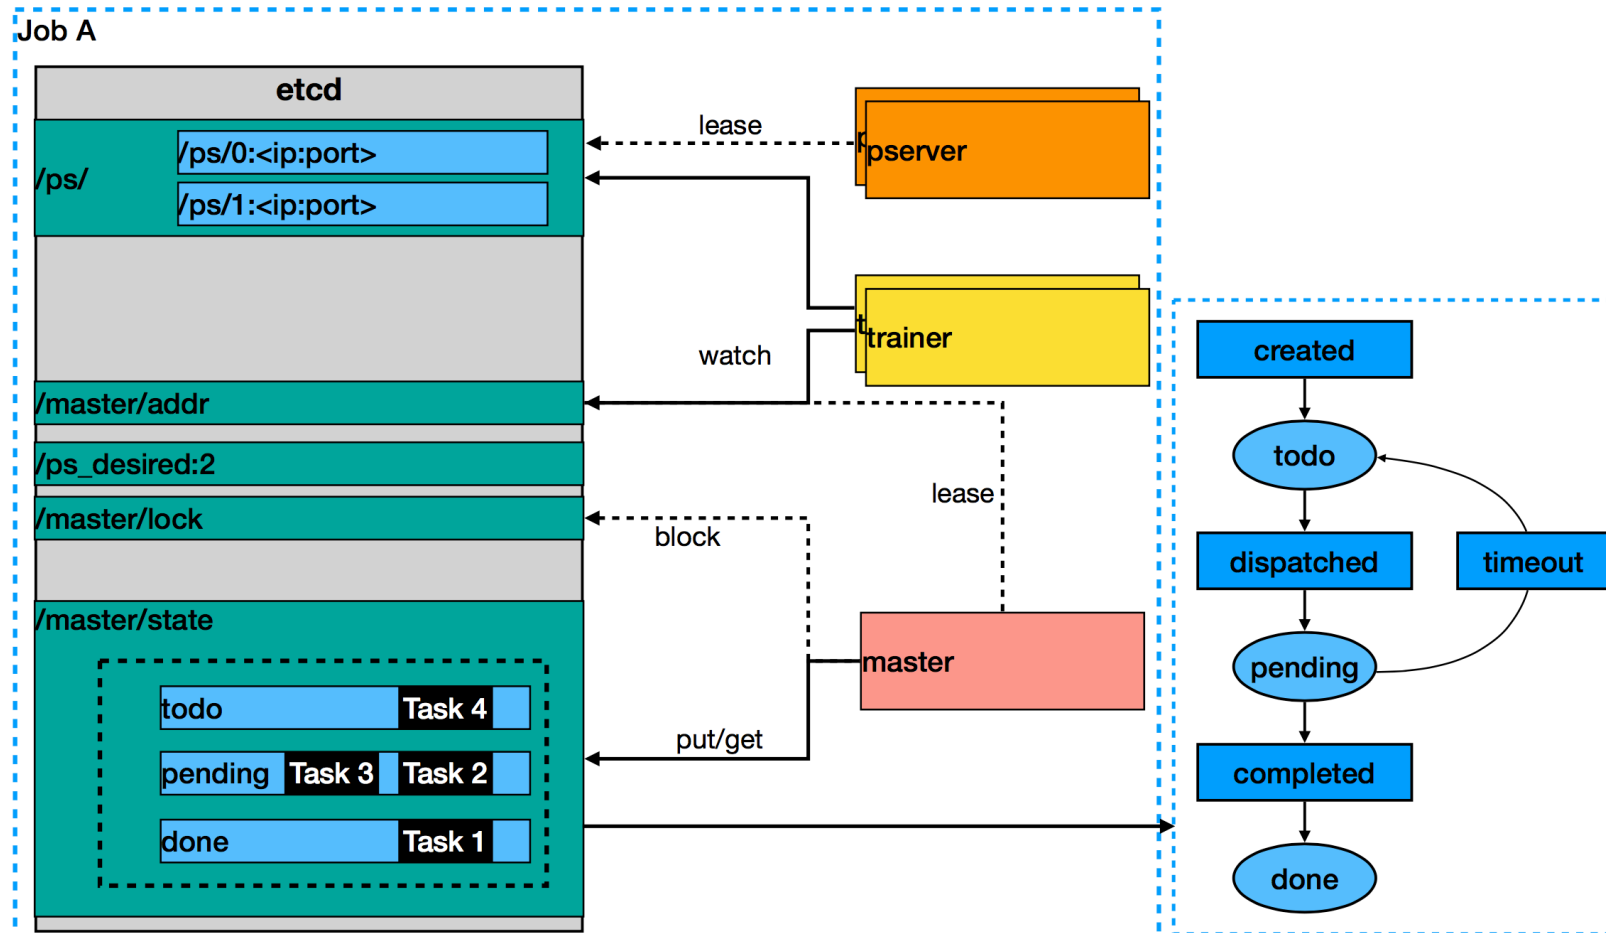 Job A
etcd
/ps/
/ps/0:<ip:port>
/ps/1:<ip:port>
/master/addr
/ps_desired:2
/master/lock
/master/state
todo Task 4
pending Task 3 Task 2
done Task 1
lease
pserver
watch
trainer
lease
block
master
put/get
created
todo
dispatched
timeout
pending
completed
done